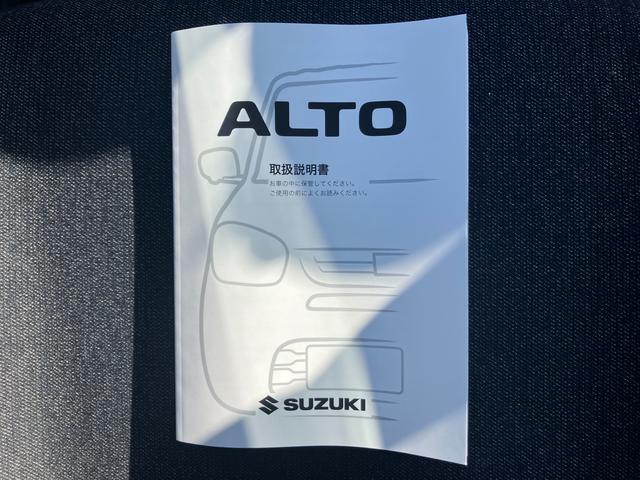 ALTO
取扱説明書
お車の中に保管してください。
ご使用の前によくお読みください。
SUZUKI